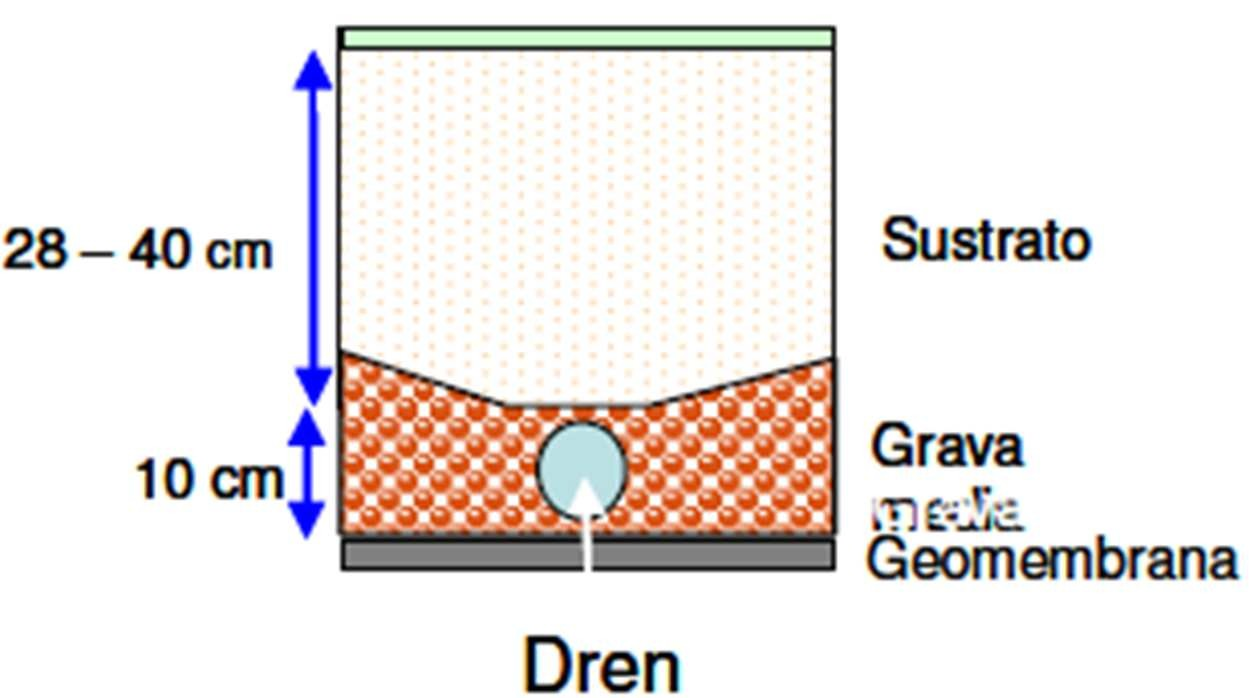 28 – 40 cm
Sustrato
10 cm
Grava
Geomembrana
Dren